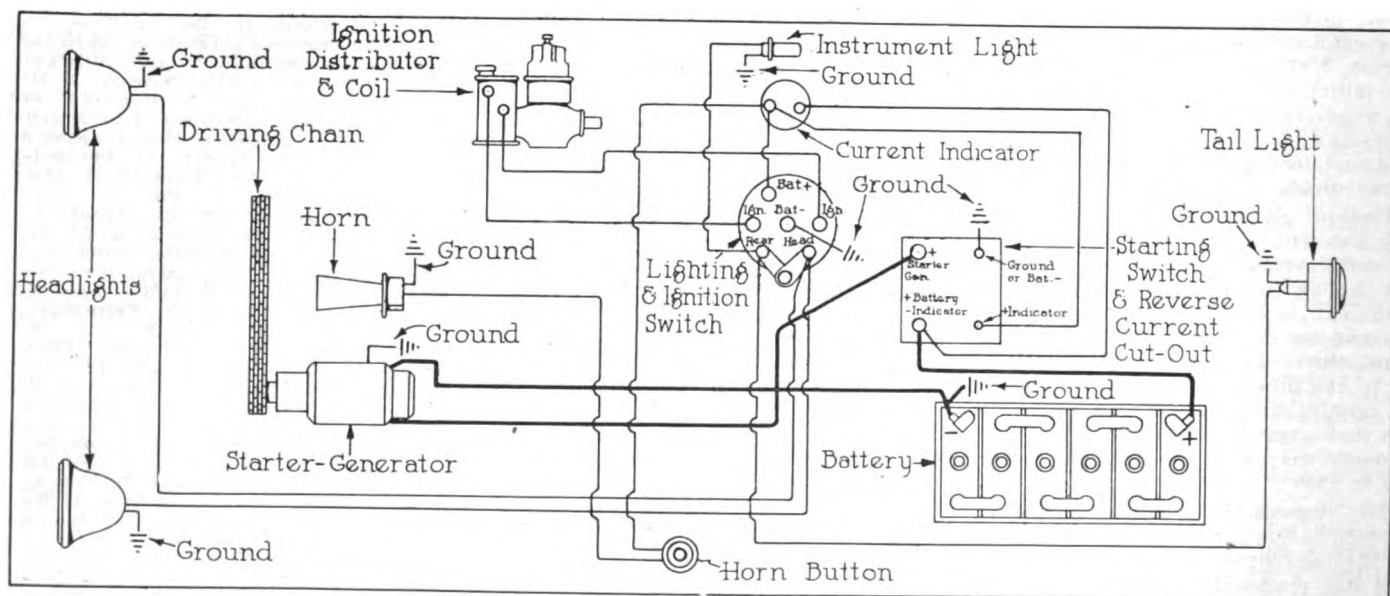 Ground
Ignition
Distributor
& Coil
Instrument Light
Ground
Driving Chain
Current Indicator
Tail Light
Ground
Horn
Ground
Headlights
Bat+
Ign.
Bat-
Ign
Rear
Head
Lighting
& Ignition
Switch
+
Starter
Gen.
Ground
or Bat.-
+Battery
-Indicator
+Indicator
Starting
Switch
& Reverse
Current
Cut-Out
Ground
Ground
Ground
Starter-Generator
Battery
-
+
Ground
Horn Button